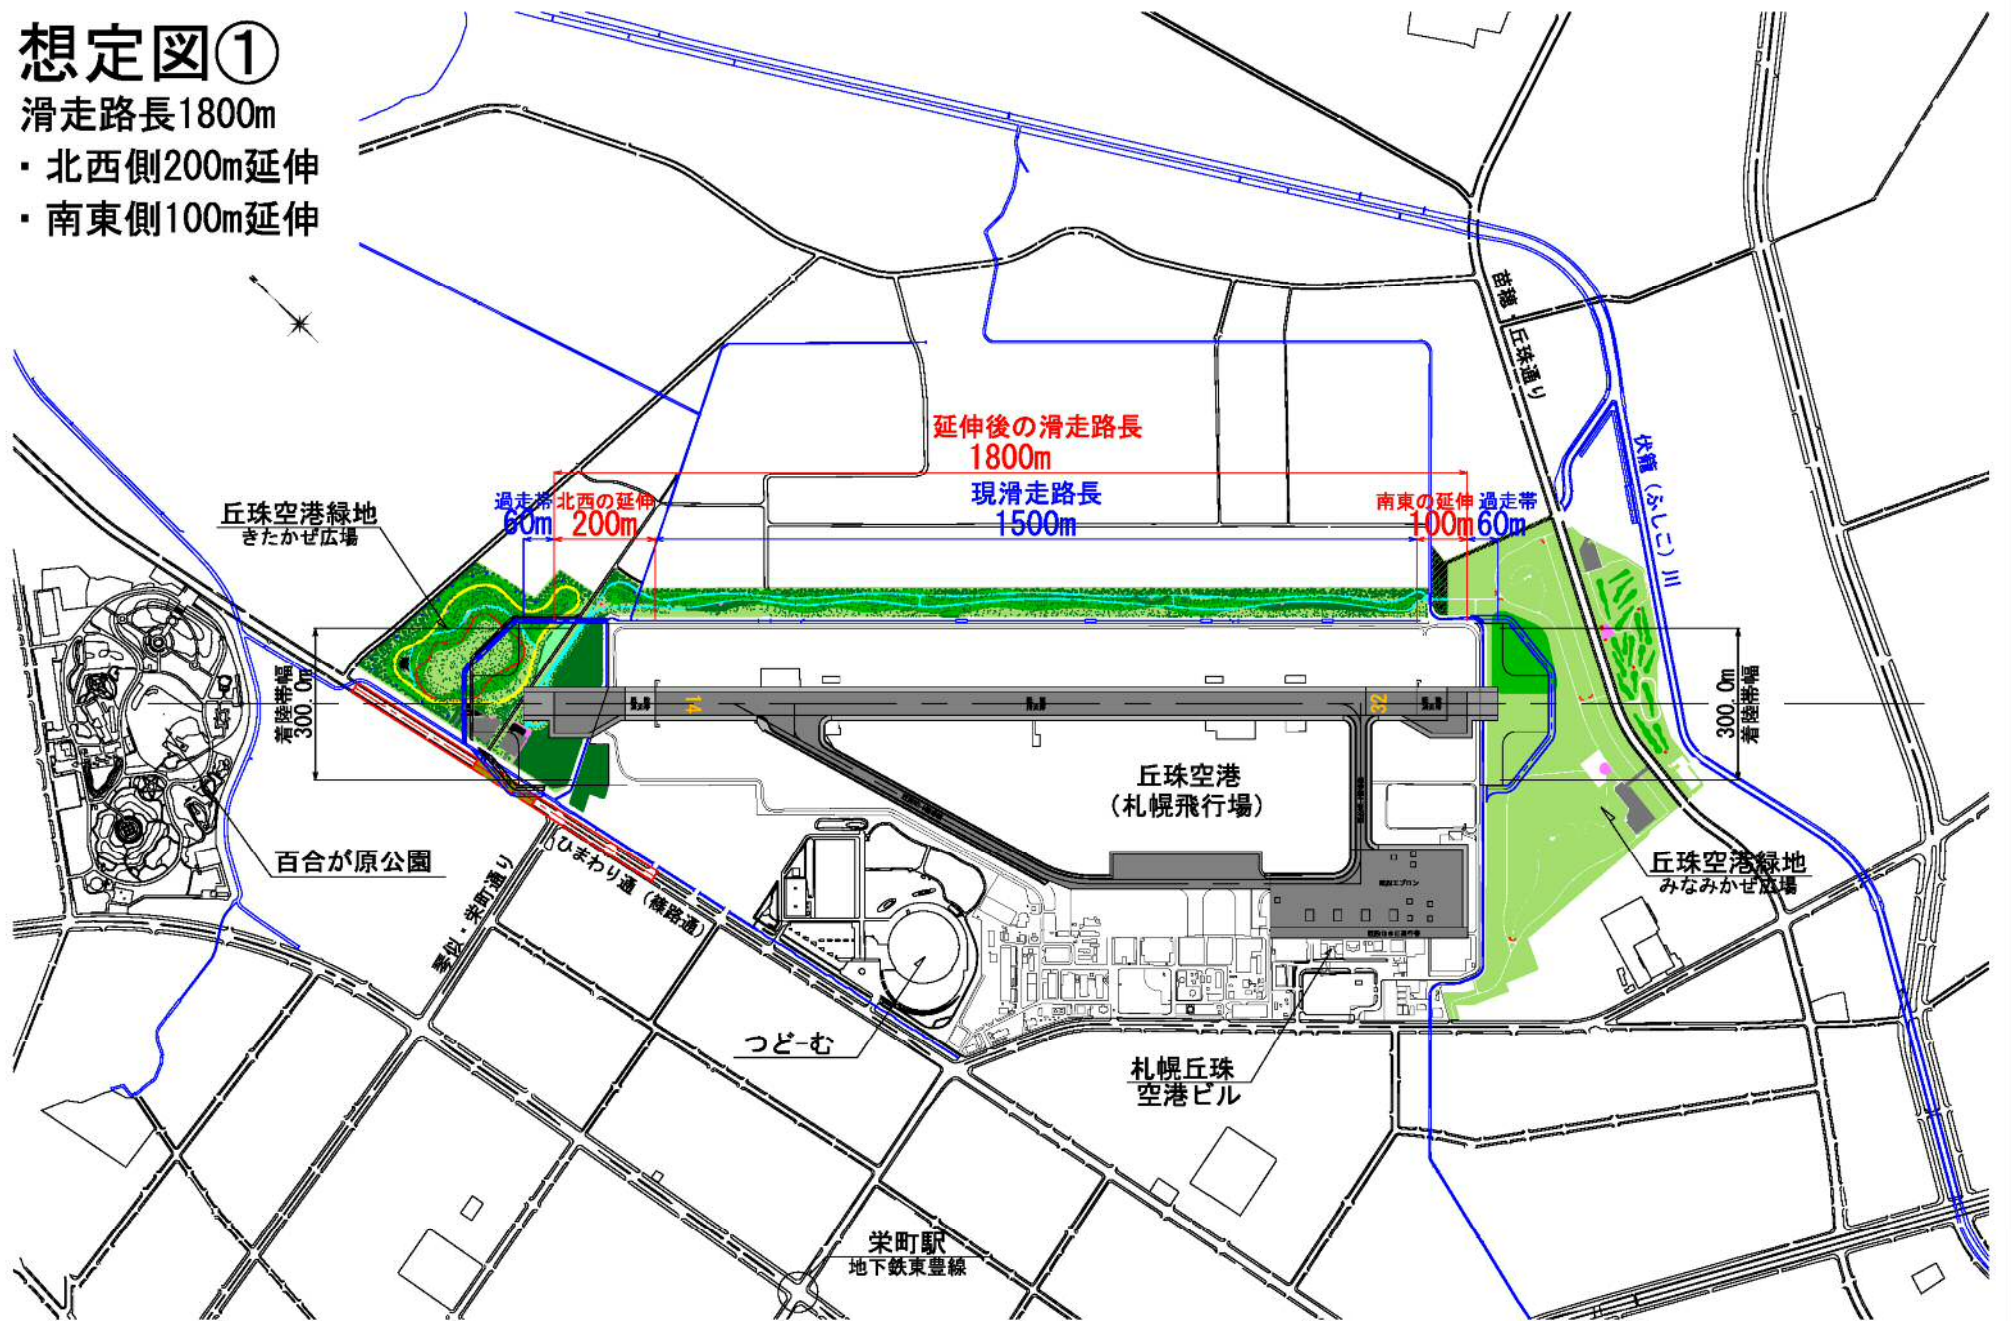 想定図①
滑走路長1800m
・北西側200m延伸
・南東側100m延伸
苗穂・丘珠通り
伏籠(ふしこ)川
延伸後の滑走路長
1800m
現滑走路長
1500m
過走帯
60m
北西の延伸
200m
南東の延伸
100m
過走帯
60m
丘珠空港緑地
きたかぜ広場
着陸帯幅
300.0m
300.0m
着陸帯幅
14
32
丘珠空港
(札幌飛行場)
百合が原公園
ひまわり通(篠路通)
琴似・栄町通り
丘珠空港緑地
みなみかぜ広場
つどーむ
札幌丘珠
空港ビル
栄町駅
地下鉄東豊線